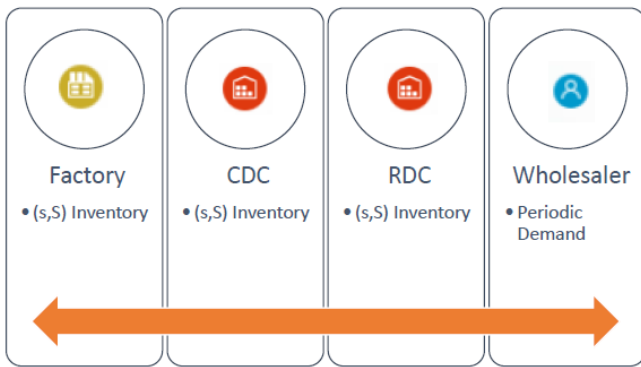 Factory
• (s,S) Inventory
CDC
• (s,S) Inventory
RDC
• (s,S) Inventory
Wholesaler
• Periodic
Demand